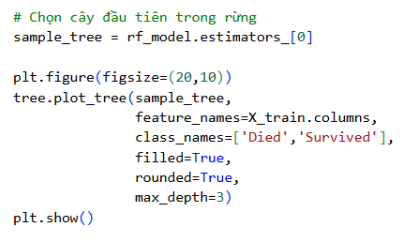 # Chọn cây đầu tiên trong rừng
sample_tree = rf_model.estimators_[0]
plt.figure(figsize=(20,10))
tree.plot_tree(sample_tree,
feature_names=X_train.columns,
class_names=['Died','Survived'],
filled=True,
rounded=True,
max_depth=3)
plt.show()